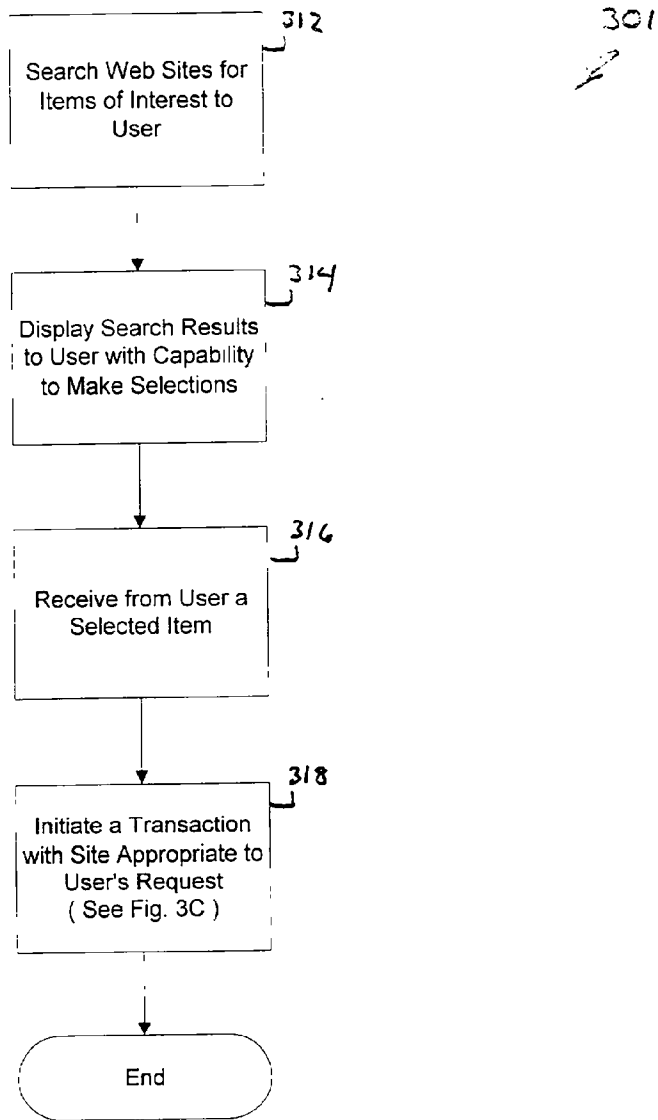 312
301
Search Web Sites for
Items of Interest to
User
314
Display Search Results
to User with Capability
to Make Selections
316
Receive from User a
Selected Item
318
Initiate a Transaction
with Site Appropriate to
User's Request
( See Fig. 3C )
End